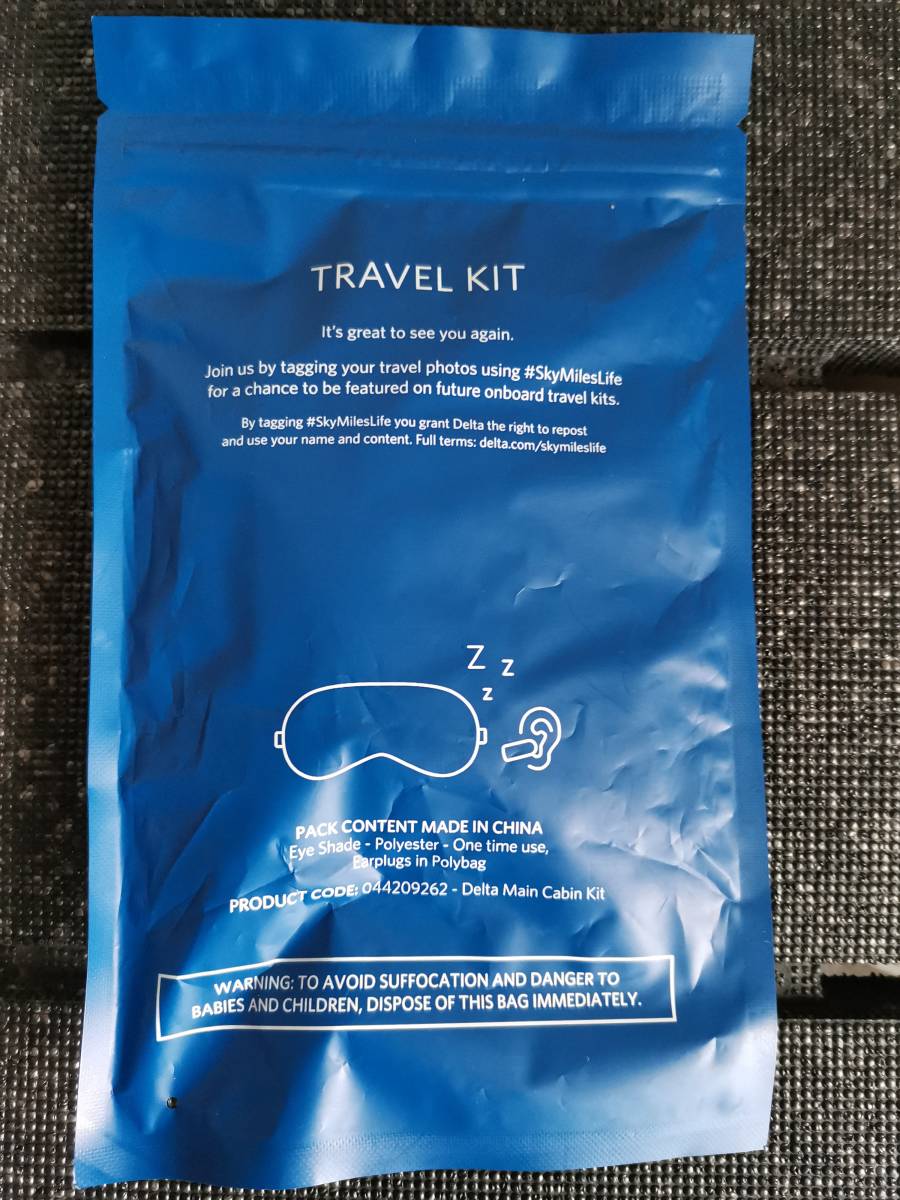 TRAVEL KIT
It's great to see you again.
Join us by tagging your travel photos using #SkyMilesLife
for a chance to be featured on future onboard travel kits.
By tagging #SkyMilesLife you grant Delta the right to repost
and use your name and content. Full terms: delta.com/skymileslife
Z z
z
PACK CONTENT MADE IN CHINA
Eye Shade - Polyester - One time use,
Earplugs in Polybag
PRODUCT CODE: 044209262 - Delta Main Cabin Kit
WARNING: TO AVOID SUFFOCATION AND DANGER TO
BABIES AND CHILDREN, DISPOSE OF THIS BAG IMMEDIATELY.